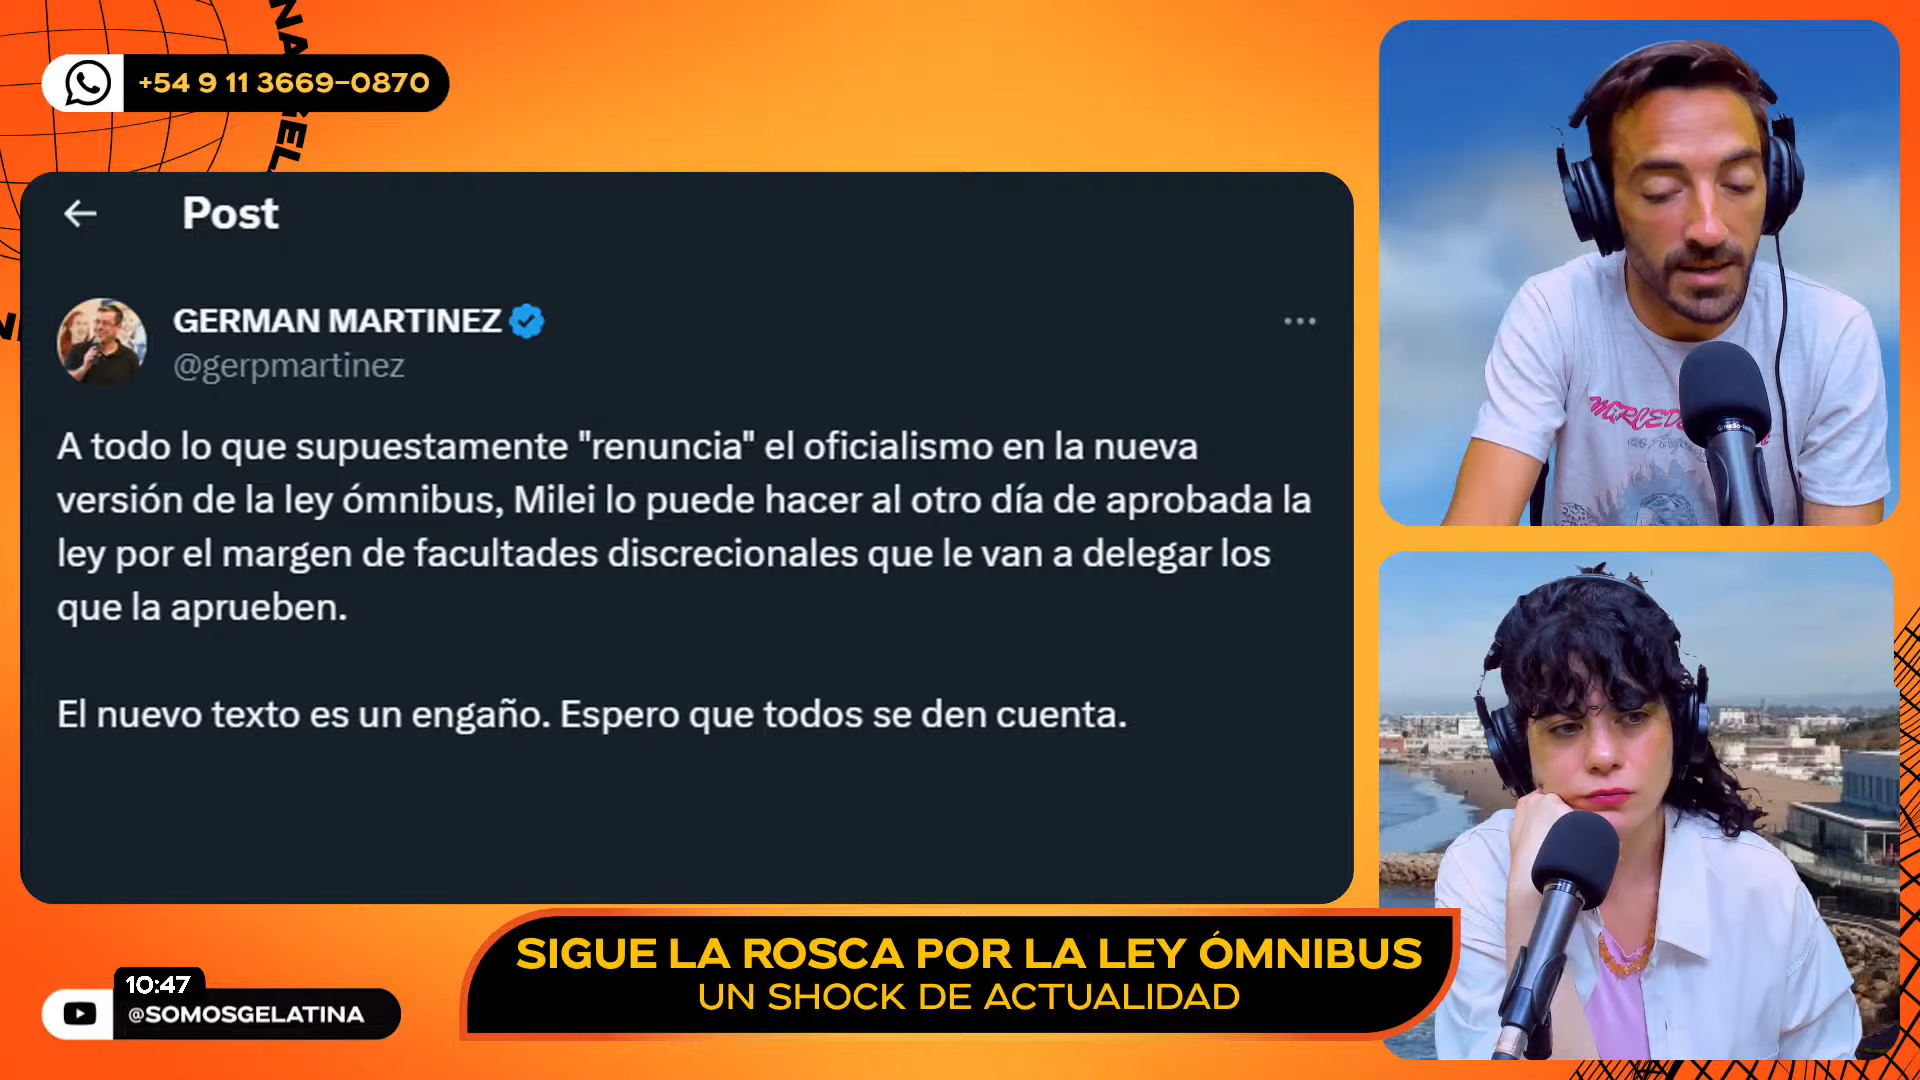 +54 9 11 3669-0870
Post
GERMAN MARTINEZ
@gerpmartinez
A todo lo que supuestamente "renuncia" el oficialismo en la nueva
versión de la ley ómnibus, Milei lo puede hacer al otro día de aprobada la
ley por el margen de facultades discrecionales que le van a delegar los
que la aprueben.
El nuevo texto es un engaño. Espero que todos se den cuenta.
SIGUE LA ROSCA POR LA LEY ÓMNIBUS
UN SHOCK DE ACTUALIDAD
10:47
@SOMOSGELATINA